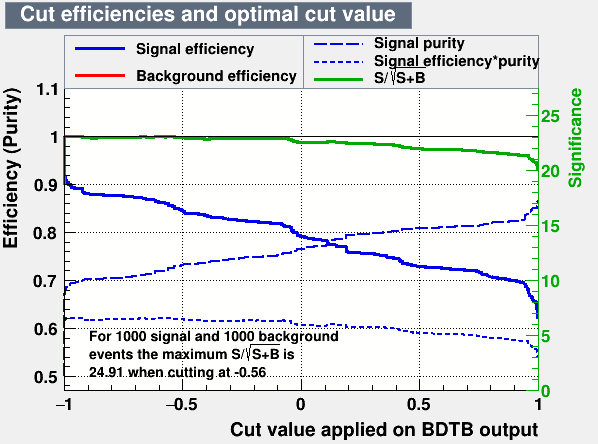 Cut efficiencies and optimal cut value
Signal efficiency
Background efficiency
Signal purity
Signal efficiency*purity
S/√S+B
Efficiency (Purity)
1.1
1
0.9
0.8
0.7
0.6
0.5
Significance
25
20
15
10
5
0
For 1000 signal and 1000 background
events the maximum S/√S+B is
24.91 when cutting at -0.56
−1
−0.5
0
0.5
1
Cut value applied on BDTB output